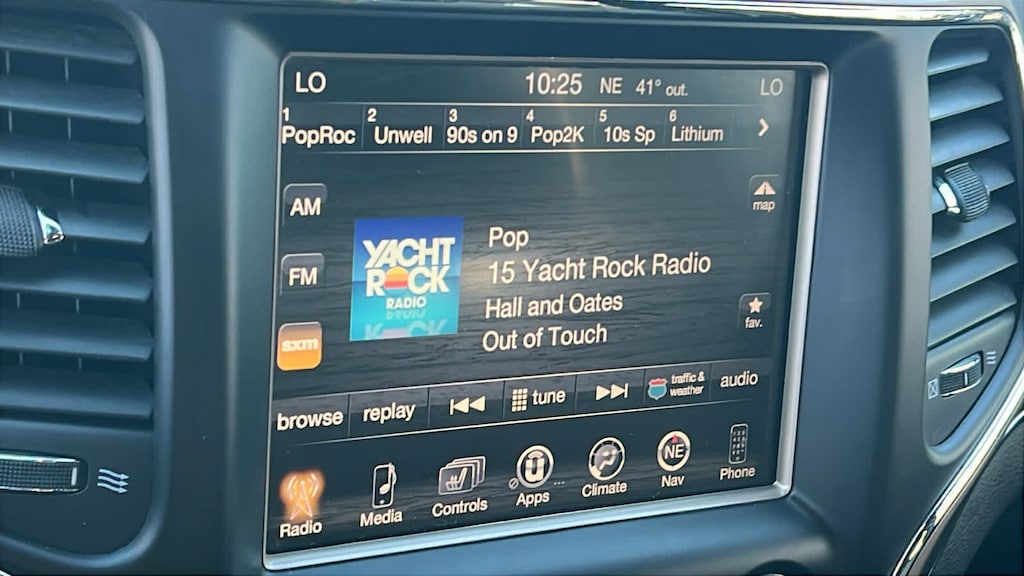 LO 10:25 NE 41° out. LO
1 2 3 4 5 6
PopRoc Unwell 90s on 9 Pop2K 10s Sp Lithium
AM
map
YACHT
ROCK
RADIO
Pop
15 Yacht Rock Radio
Hall and Oates
Out of Touch
FM
fav.
sxm
browse replay tune traffic & weather audio
Radio Media Controls Apps Climate NE Nav Phone